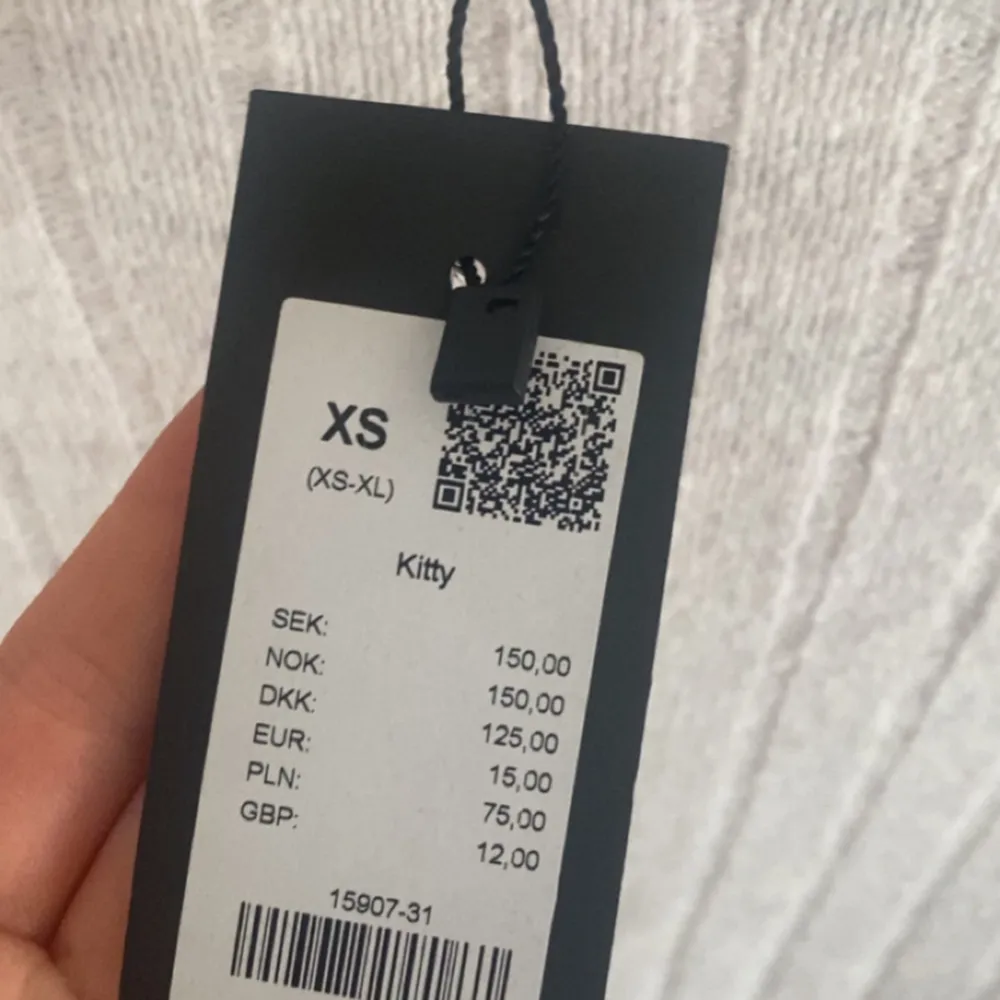 XS
(XS-XL)
Kitty
SEK: 150,00
NOK: 150,00
DKK: 125,00
EUR: 15,00
PLN: 75,00
GBP: 12,00
15907-31